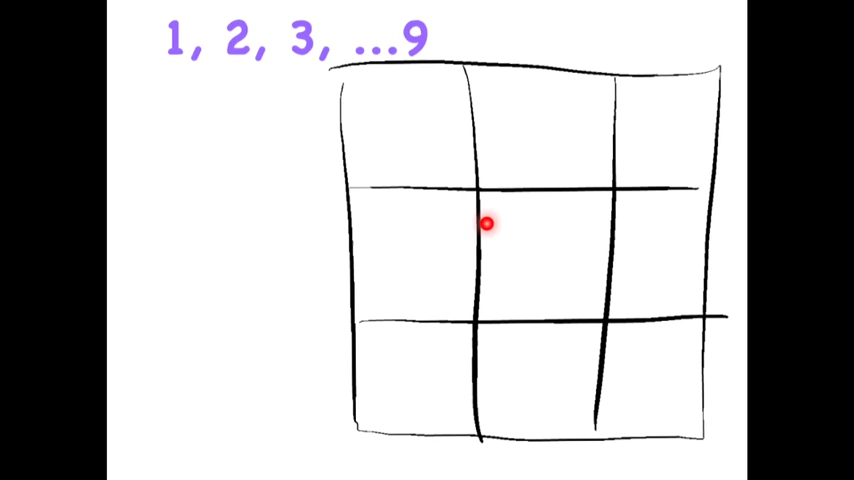 1, 2, 3, ...9